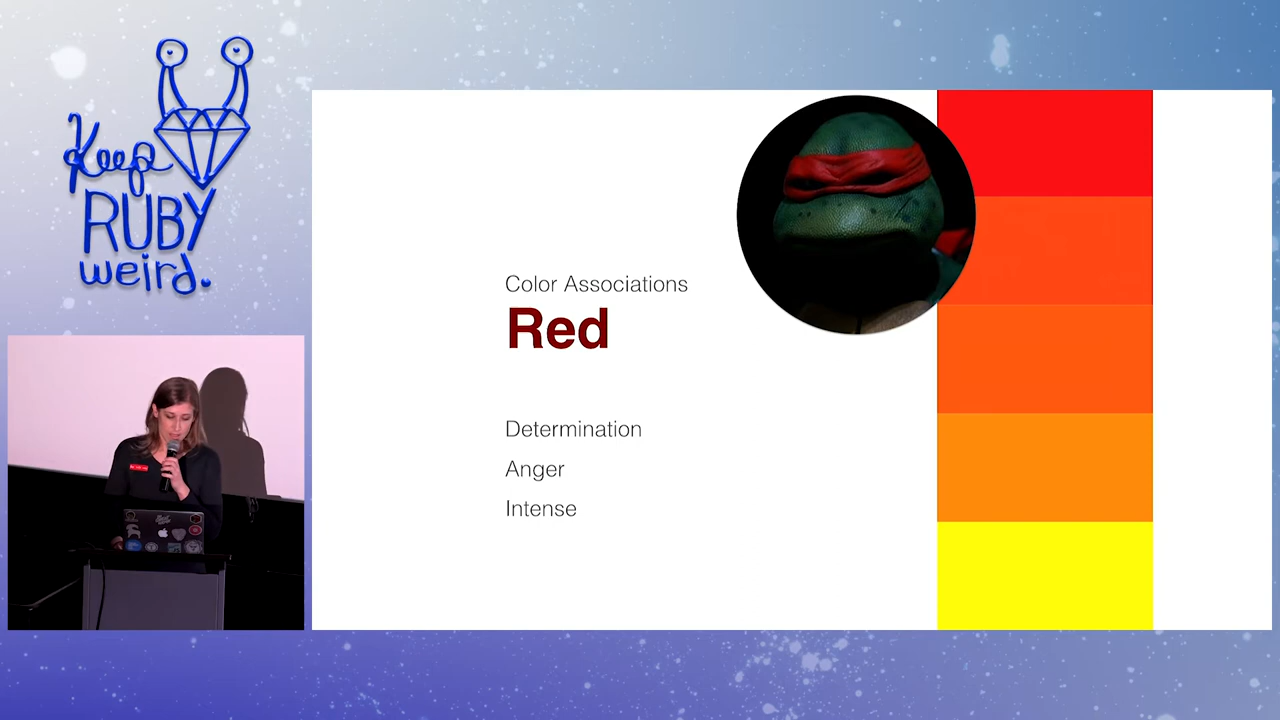 Keep
RUBY
weird.
Color Associations
Red
Determination
Anger
Intense